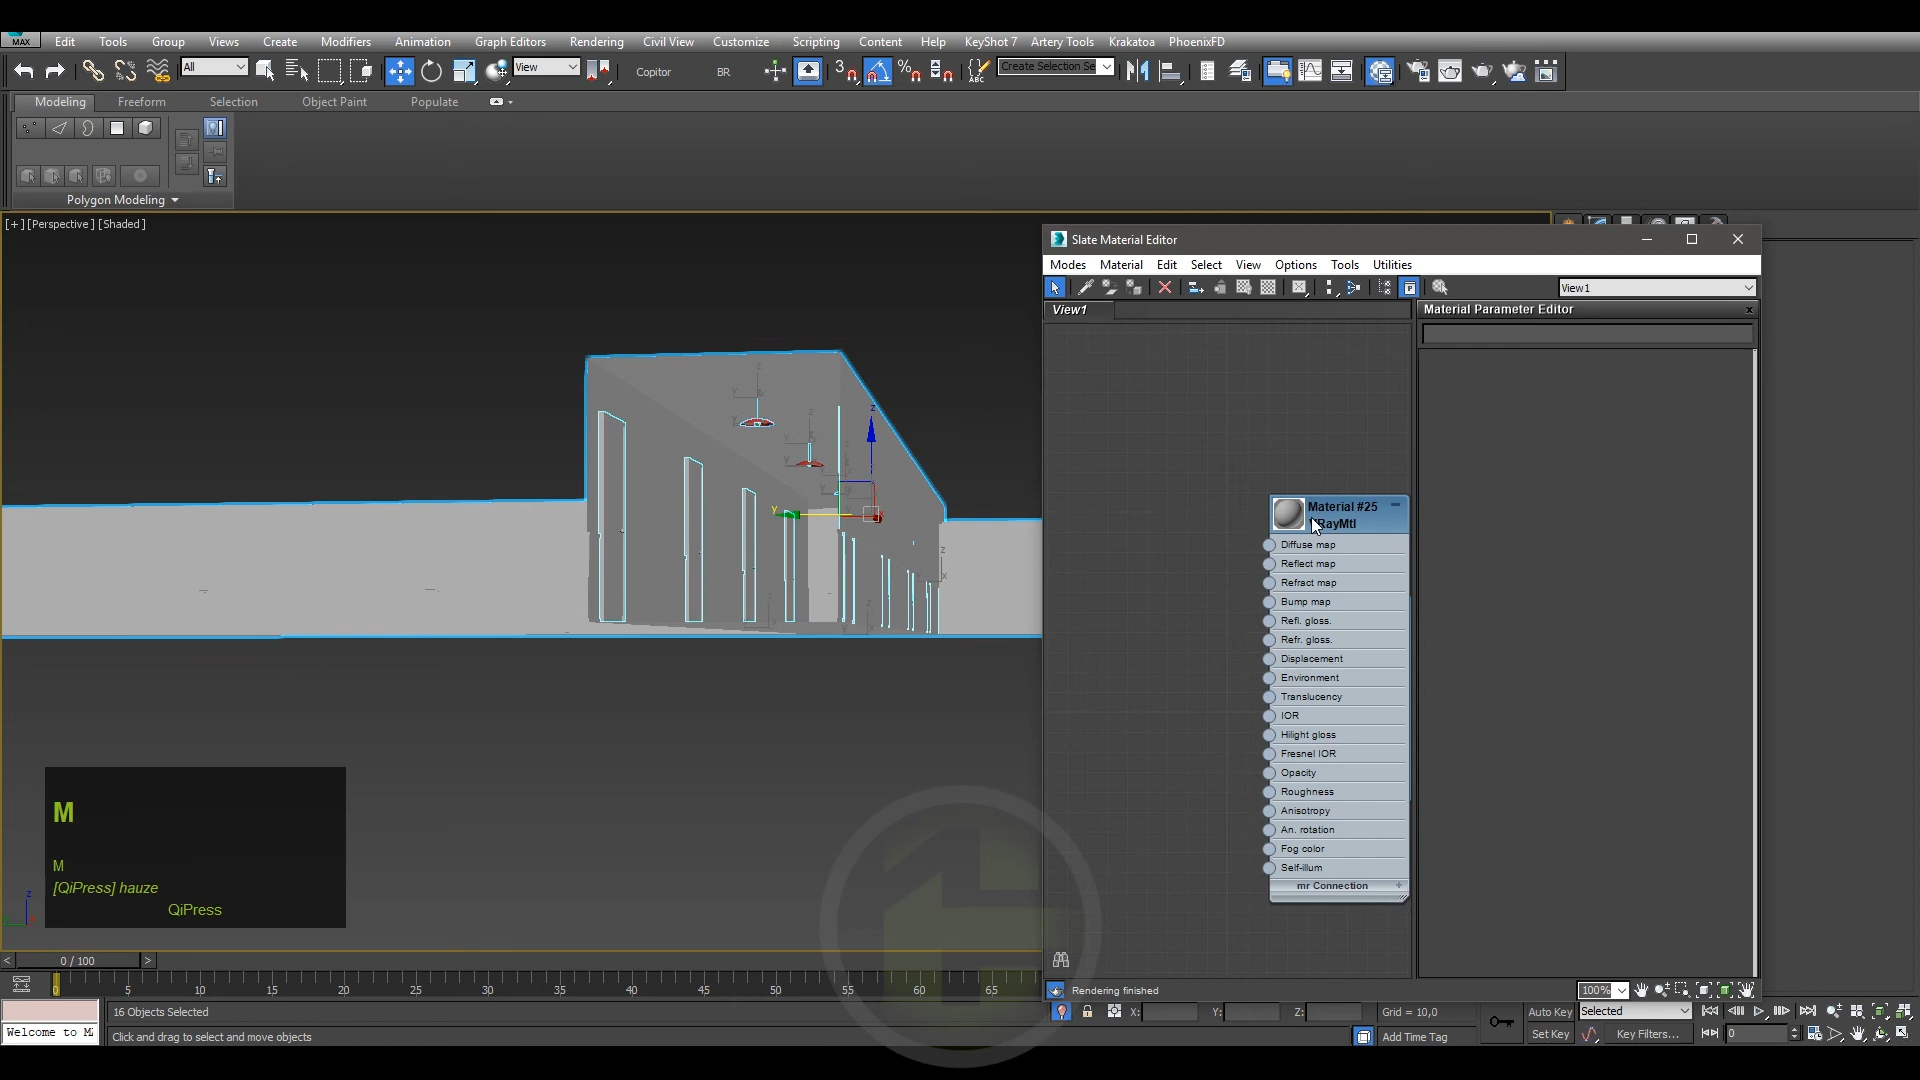 MAX Edit Tools Group Views Create Modifiers Animation Graph Editors Rendering Civil View Customize Scripting Content Help KeyShot 7 Artery Tools Krakatoa PhoenixFD
All View Copitor BR 3 % ABC Create Selection Se
Modeling Freeform Selection Object Paint Populate
Polygon Modeling
[+] [Perspective] [Shaded]
Slate Material Editor
Modes Material Edit Select View Options Tools Utilities
View1
View1 Material Parameter Editor x
Material #25
RayMtl
Diffuse map
Reflect map
Refract map
Bump map
Refl. gloss.
Refr. gloss.
Displacement
Environment
Translucency
IOR
Hilight gloss
Fresnel IOR
Opacity
Roughness
Anisotropy
An. rotation
Fog color
Self-illum
mr Connection +
M
M
[QiPress] hauze
QiPress
< 0 / 100 >
0 5 10 15 20 25 30 35 40 45 50 55 60 65
Rendering finished 100%
16 Objects Selected X: Y: Z: Grid = 10,0 Auto Key Selected
Welcome to M Click and drag to select and move objects Add Time Tag Set Key Key Filters... 0